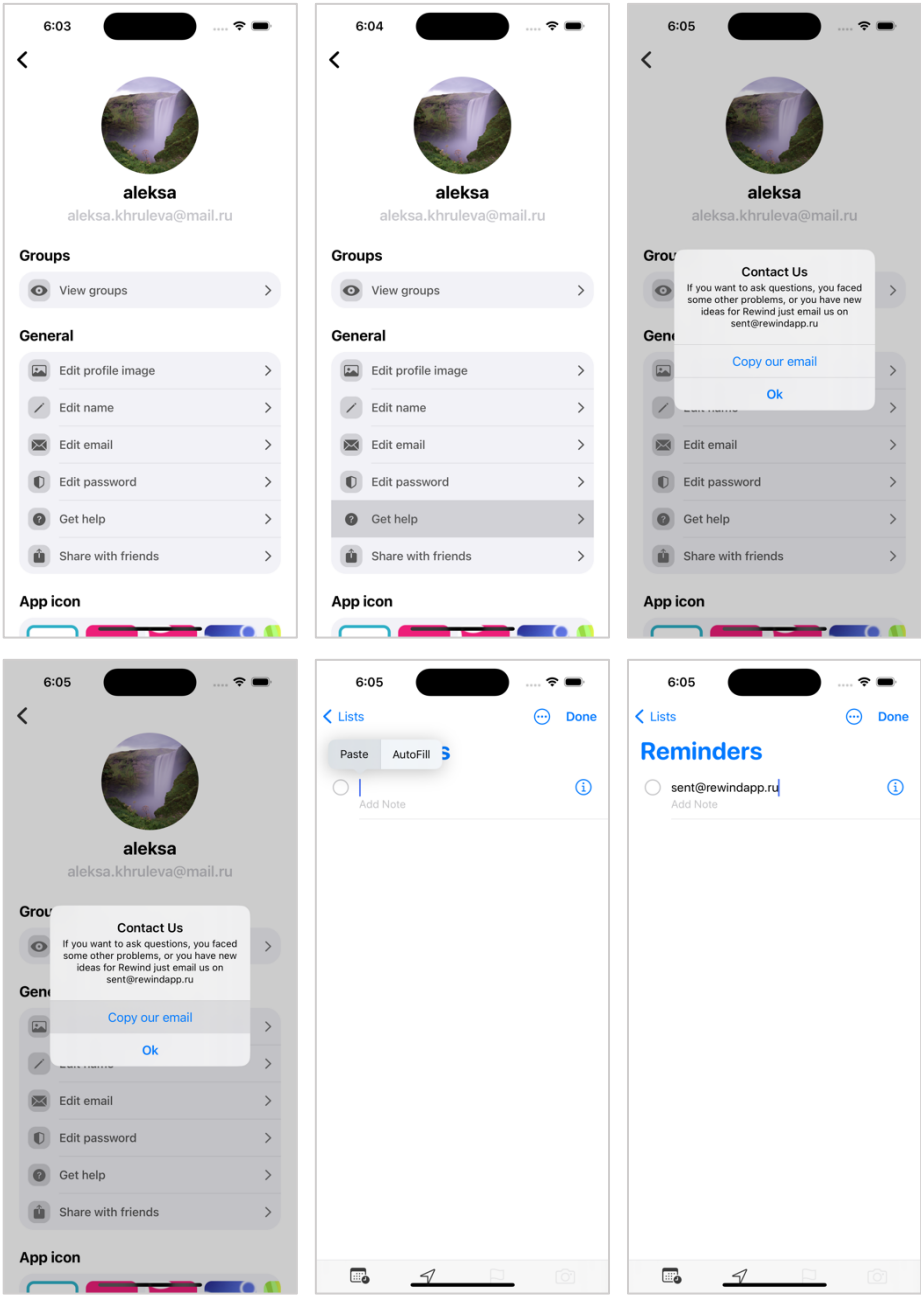 6:03
aleksa
aleksa.khruleva@mail.ru
Groups
View groups
General
Edit profile image
Edit name
Edit email
Edit password
Get help
Share with friends
App icon
6:04
aleksa
aleksa.khruleva@mail.ru
Groups
View groups
General
Edit profile image
Edit name
Edit email
Edit password
Get help
Share with friends
App icon
6:05
aleksa
aleksa.khruleva@mail.ru
Grou
Contact Us
If you want to ask questions, you faced
some other problems, or you have new
ideas for Rewind just email us on
sent@rewindapp.ru
Gene
Copy our email
Ok
Edit name
Edit email
Edit password
Get help
Share with friends
App icon
6:05
aleksa
aleksa.khruleva@mail.ru
Grou
Contact Us
If you want to ask questions, you faced
some other problems, or you have new
ideas for Rewind just email us on
sent@rewindapp.ru
Gene
Copy our email
Ok
Edit name
Edit email
Edit password
Get help
Share with friends
App icon
6:05
Lists
Done
Paste
AutoFill
s
Add Note
6:05
Lists
Done
Reminders
sent@rewindapp.ru
Add Note